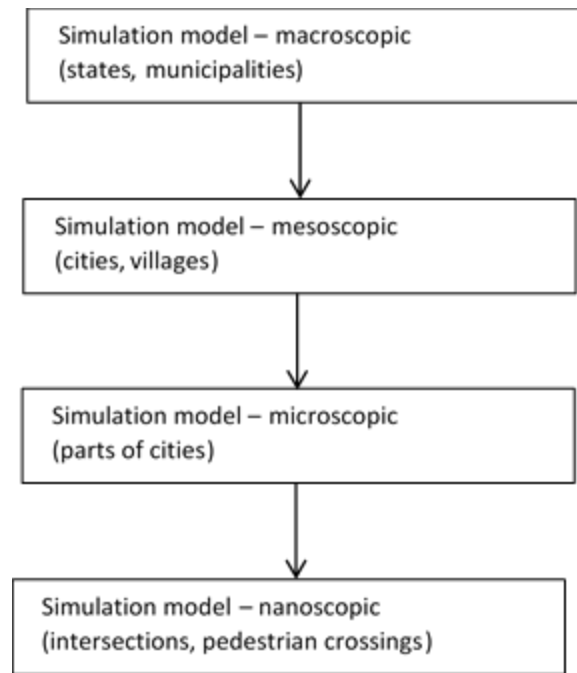 Simulation model – macroscopic
(states, municipalities)
Simulation model – mesoscopic
(cities, villages)
Simulation model – microscopic
(parts of cities)
Simulation model – nanoscopic
(intersections, pedestrian crossings)